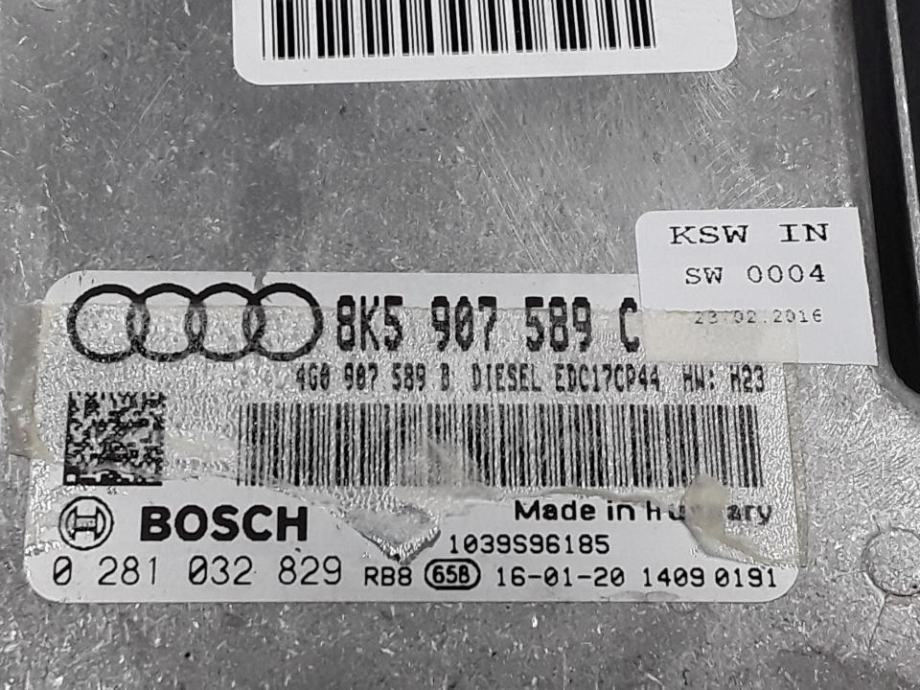 KSW IN
SW 0004
23.02.2016
8K5 907 589 C
4G0 907 589 B DIESEL EDC17CP44 HW: H23
BOSCH
Made in
1039S96185
0 281 032 829 RB8 65B 16-01-20 1409 0191